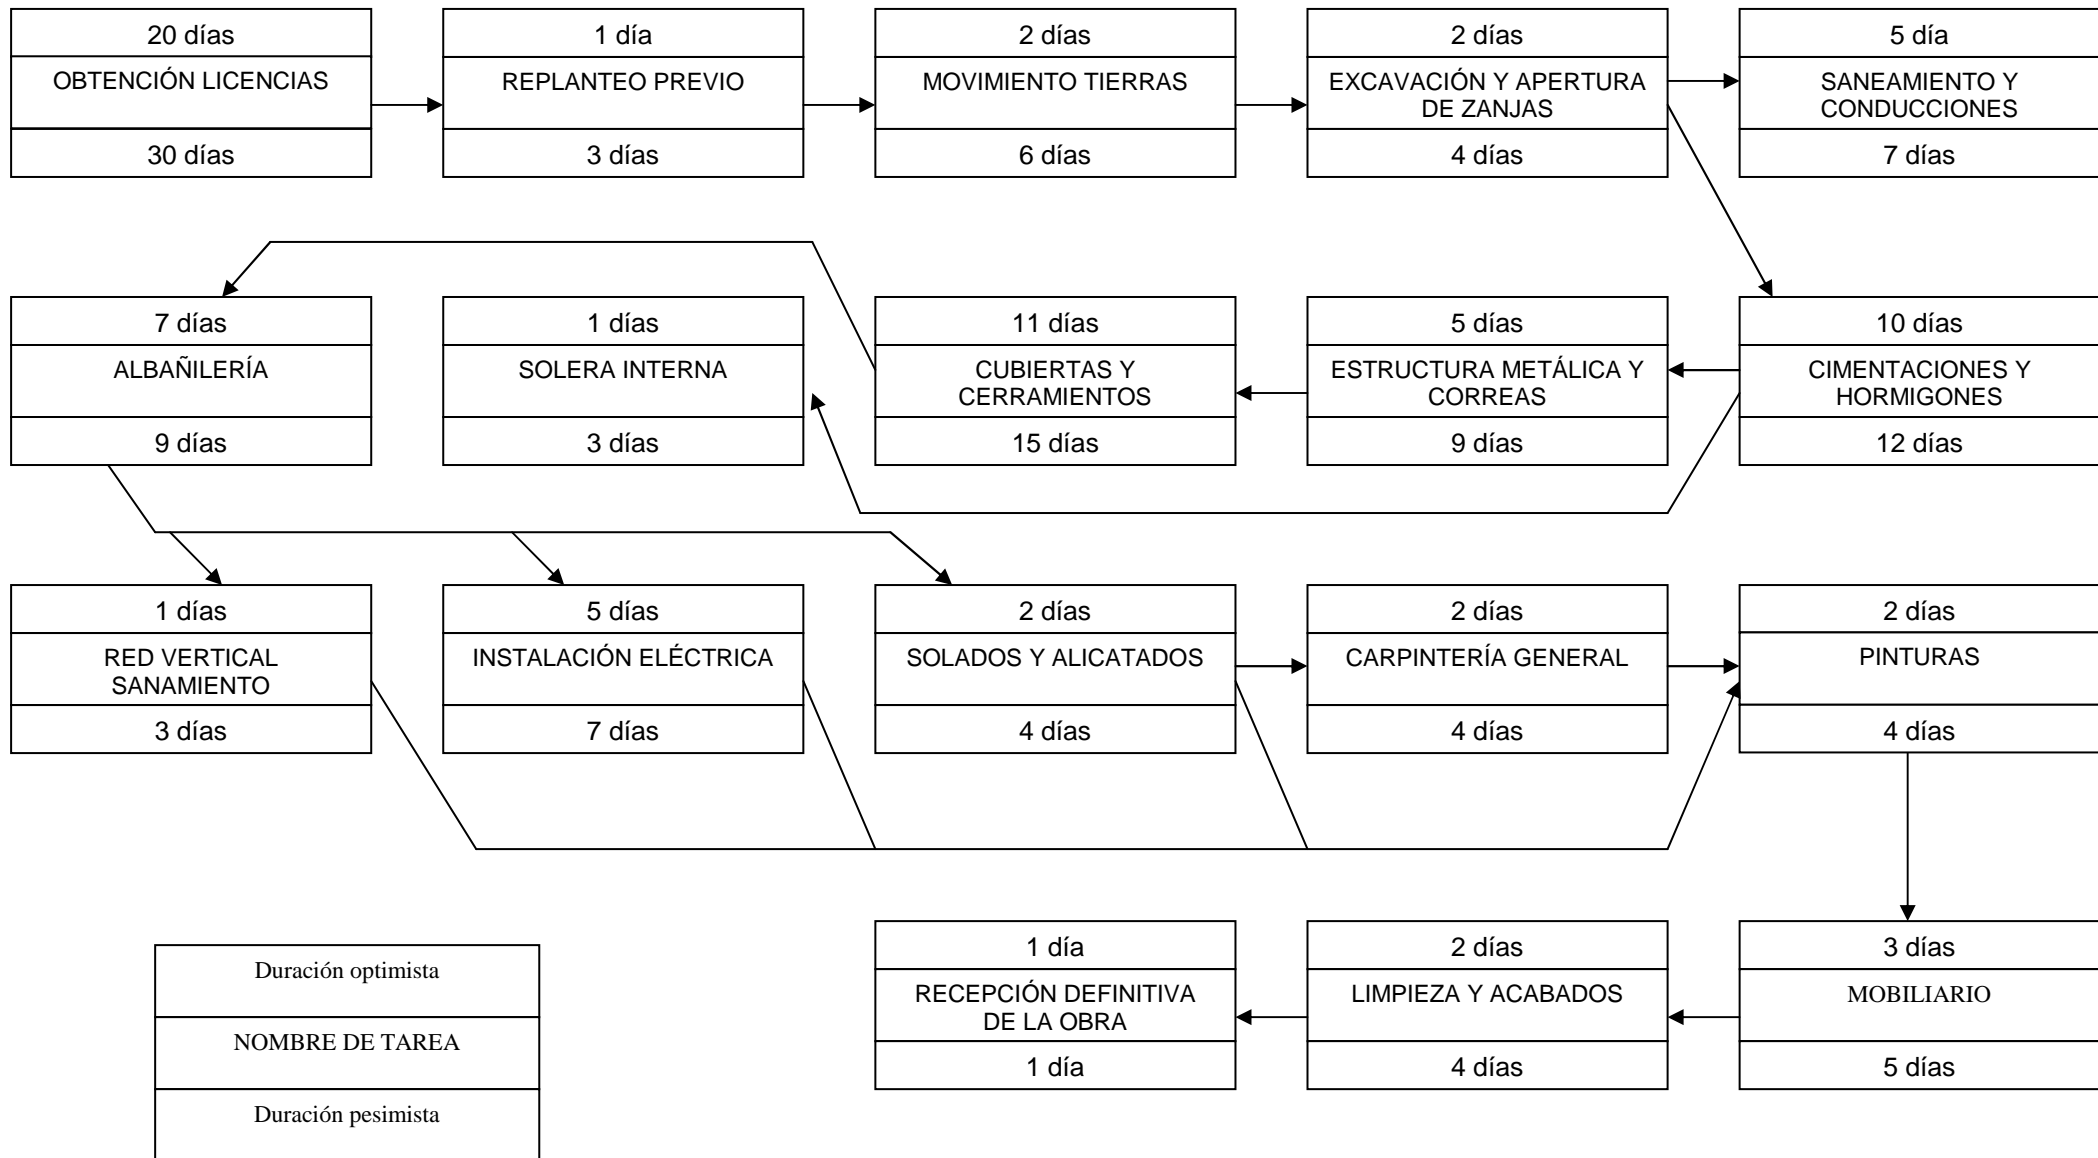 20 días
OBTENCIÓN LICENCIAS
30 días
1 día
REPLANTEO PREVIO
3 días
2 días
MOVIMIENTO TIERRAS
6 días
2 días
EXCAVACIÓN Y APERTURA
DE ZANJAS
4 días
5 día
SANEAMIENTO Y
CONDUCCIONES
7 días
7 días
ALBAÑILERÍA
9 días
1 días
SOLERA INTERNA
3 días
11 días
CUBIERTAS Y
CERRAMIENTOS
15 días
5 días
ESTRUCTURA METÁLICA Y
CORREAS
9 días
10 días
CIMENTACIONES Y
HORMIGONES
12 días
1 días
RED VERTICAL
SANAMIENTO
3 días
5 días
INSTALACIÓN ELÉCTRICA
7 días
2 días
SOLADOS Y ALICATADOS
4 días
2 días
CARPINTERÍA GENERAL
4 días
2 días
PINTURAS
4 días
1 día
RECEPCIÓN DEFINITIVA
DE LA OBRA
1 día
2 días
LIMPIEZA Y ACABADOS
4 días
3 días
MOBILIARIO
5 días
Duración optimista
NOMBRE DE TAREA
Duración pesimista